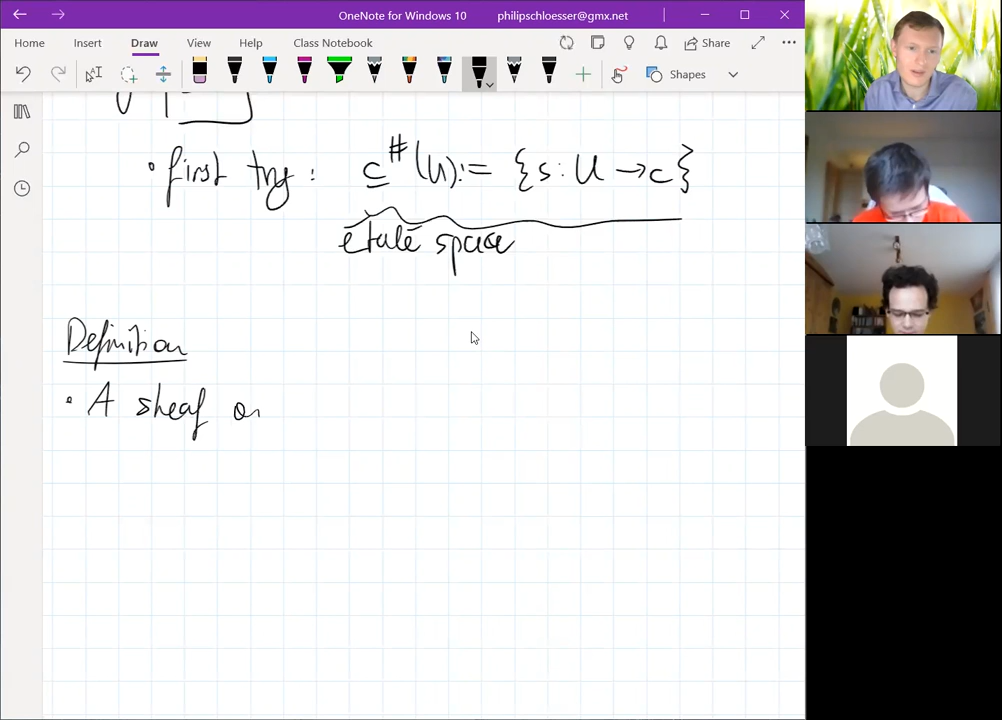 OneNote for Windows 10 philipschloesser@gmx.net
Home Insert Draw View Help Class Notebook Share
Shapes
• first try : c^#(U) := {s : U → c}
étale space
Definition
• A sheaf on